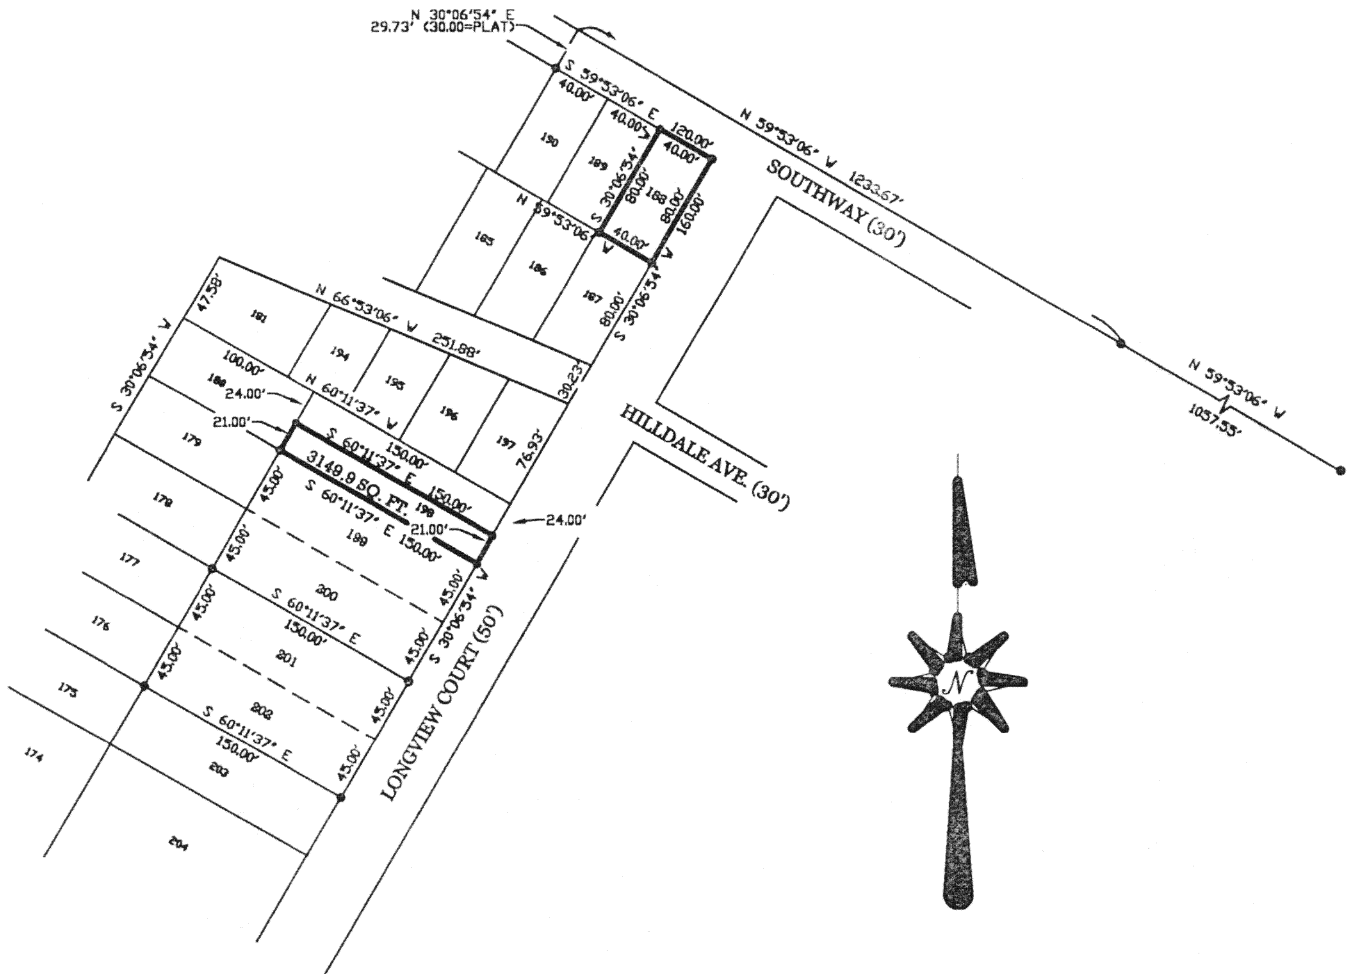 N 30°06'54" E
29.73' (30.00=PLAT)
S 59°53'06" E
40.00'
40.00'
120.00'
40.00'
N 59°53'06" W 1233.67'
SOUTHWAY (30')
190
189
188
S 30°06'54" W
80.00'
80.00'
160.00'
N 59°53'06 W
40.00'
185
186
187
80.00'
S 30°06'54" W
47.58'
S 30°06'54" W
N 66°53'06" W 251.88'
181
194
195
196
197
30.23'
76.93'
100.00'
188
24.00'
N 60°11'37" W
150.00'
21.00'
S 60°11'37" E 150.00'
3149.9 SQ. FT.
198
S 60°11'37" E 150.00'
21.00'
24.00'
HILLDALE AVE. (30')
N 59°53'06" W
1057.55'
179
178
177
176
175
174
45.00'
45.00'
45.00'
45.00'
199
200
S 60°11'37" E
150.00'
201
202
S 60°11'37" E
150.00'
203
204
45.00'
45.00'
45.00'
45.00'
S 30°06'54" W
LONGVIEW COURT (50')
N